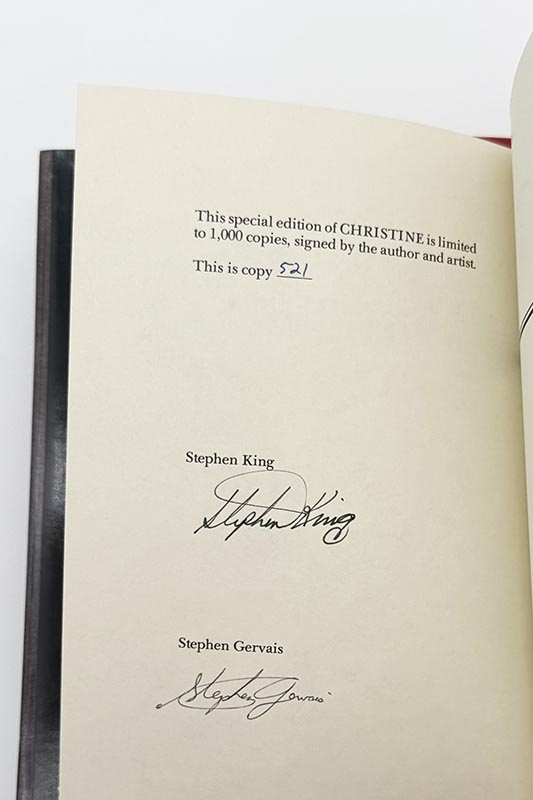 This special edition of CHRISTINE is limited
to 1,000 copies, signed by the author and artist.
This is copy 521
Stephen King
Stephen King
Stephen Gervais
Stephen Gervais